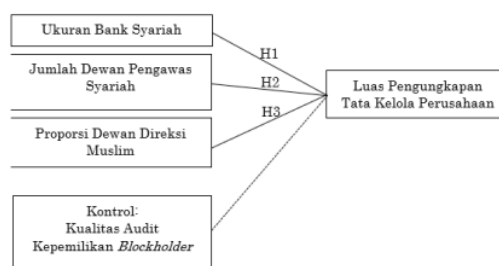 Ukuran Bank Syariah
H1
Jumlah Dewan Pengawas
Syariah
H2
Luas Pengungkapan
Tata Kelola Perusahaan
H3
Proporsi Dewan Direksi
Muslim
Kontrol:
Kualitas Audit
Kepemilikan Blockholder